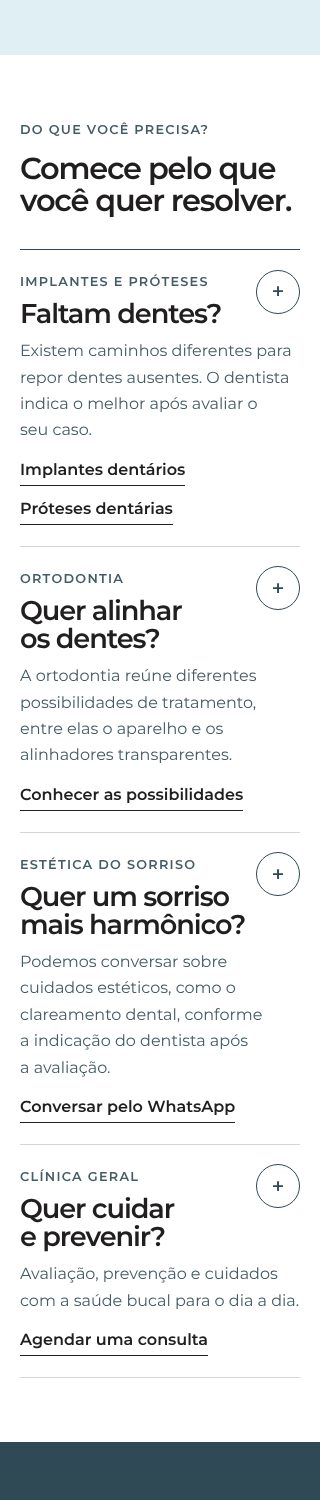 DO QUE VOCÊ PRECISA?
Comece pelo que
você quer resolver.
IMPLANTES E PRÓTESES
+
Faltam dentes?
Existem caminhos diferentes para
repor dentes ausentes. O dentista
indica o melhor após avaliar o
seu caso.
Implantes dentários
Próteses dentárias
ORTODONTIA
+
Quer alinhar
os dentes?
A ortodontia reúne diferentes
possibilidades de tratamento,
entre elas o aparelho e os
alinhadores transparentes.
Conhecer as possibilidades
ESTÉTICA DO SORRISO
+
Quer um sorriso
mais harmônico?
Podemos conversar sobre
cuidados estéticos, como o
clareamento dental, conforme
a indicação do dentista após
a avaliação.
Conversar pelo WhatsApp
CLÍNICA GERAL
+
Quer cuidar
e prevenir?
Avaliação, prevenção e cuidados
com a saúde bucal para o dia a dia.
Agendar uma consulta